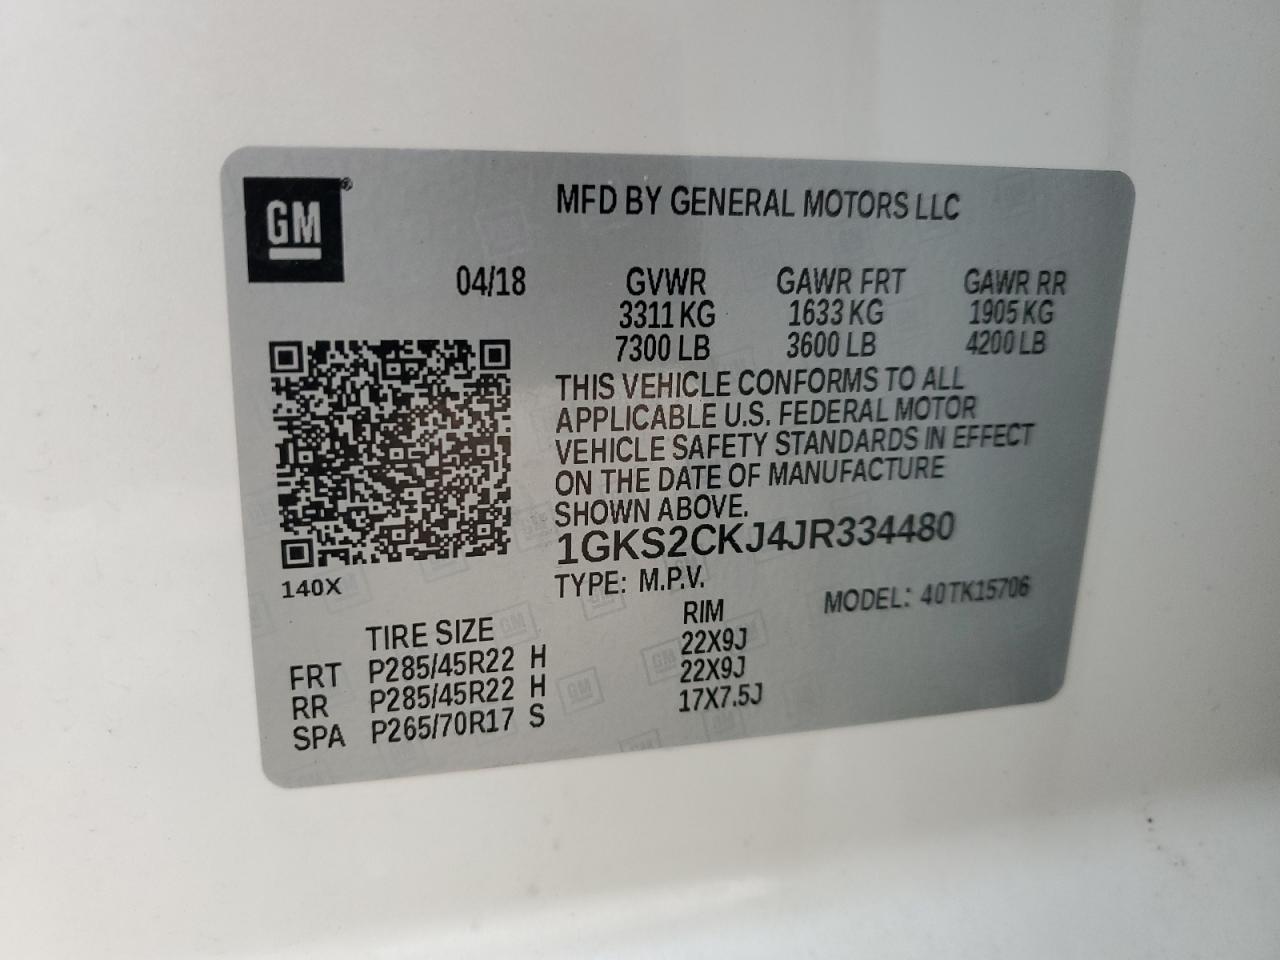 GM®
MFD BY GENERAL MOTORS LLC
04/18 GVWR GAWR FRT GAWR RR
3311 KG 1633 KG 1905 KG
7300 LB 3600 LB 4200 LB
THIS VEHICLE CONFORMS TO ALL
APPLICABLE U.S. FEDERAL MOTOR
VEHICLE SAFETY STANDARDS IN EFFECT
ON THE DATE OF MANUFACTURE
SHOWN ABOVE.
1GKS2CKJ4JR334480
140X
TYPE: M.P.V. MODEL: 40TK15706
TIRE SIZE RIM
FRT P285/45R22 H 22X9J
RR P285/45R22 H 22X9J
SPA P265/70R17 S 17X7.5J